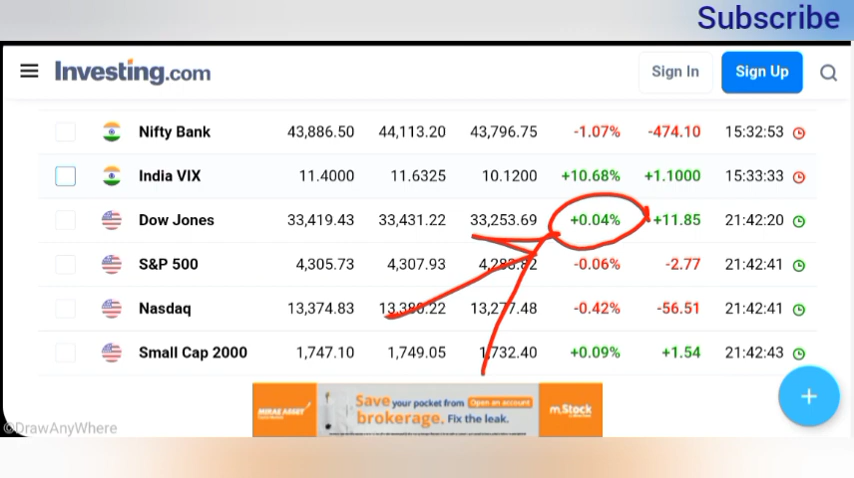 Subscribe
Investing.com
Sign In
Sign Up
Nifty Bank 43,886.50 44,113.20 43,796.75 -1.07% -474.10 15:32:53
India VIX 11.4000 11.6325 10.1200 +10.68% +1.1000 15:33:33
Dow Jones 33,419.43 33,431.22 33,253.69 +0.04% +11.85 21:42:20
S&P 500 4,305.73 4,307.93 -0.06% -2.77 21:42:41
Nasdaq 13,374.83 13,277.48 -0.42% -56.51 21:42:41
Small Cap 2000 1,747.10 1,749.05 1,732.40 +0.09% +1.54 21:42:43
MIRAE ASSET
Save your pocket from Open an account
brokerage. Fix the leak.
m.Stock
©DrawAnyWhere